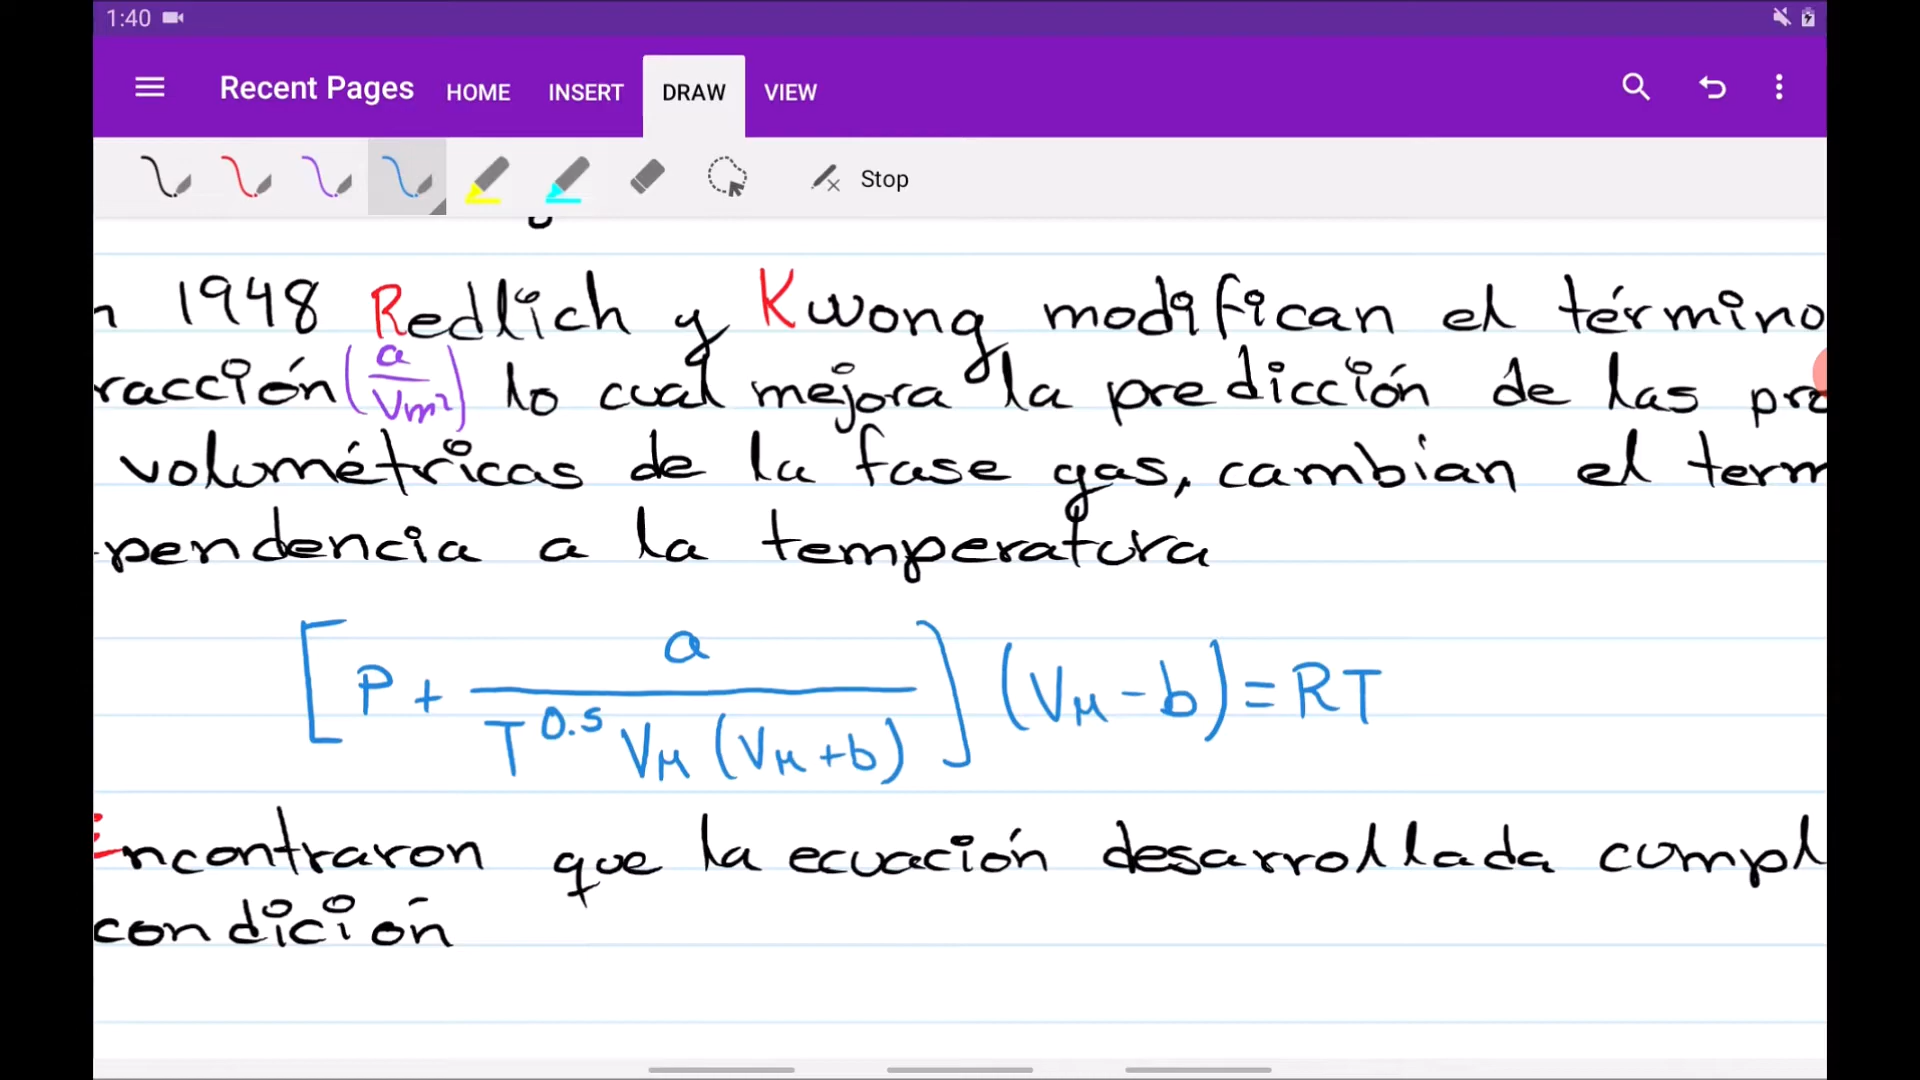 1:40
Recent Pages HOME INSERT DRAW VIEW
Stop
n 1948 Redlich y Kwong modifican el término
racción (a/Vm²) lo cual mejora la predicción de las pro
volumétricas de la fase gas, cambian el term
pendencia a la temperatura
[P + a / (T^0.5 VM (VM + b))] (VM - b) = RT
Encontraron que la ecuación desarrollada cumpl
condición